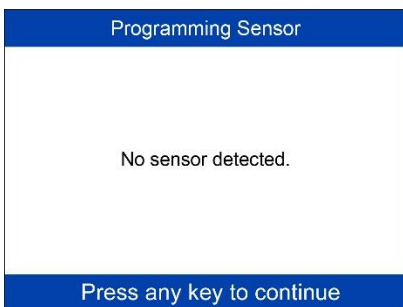 Programming Sensor
No sensor detected.
Press any key to continue